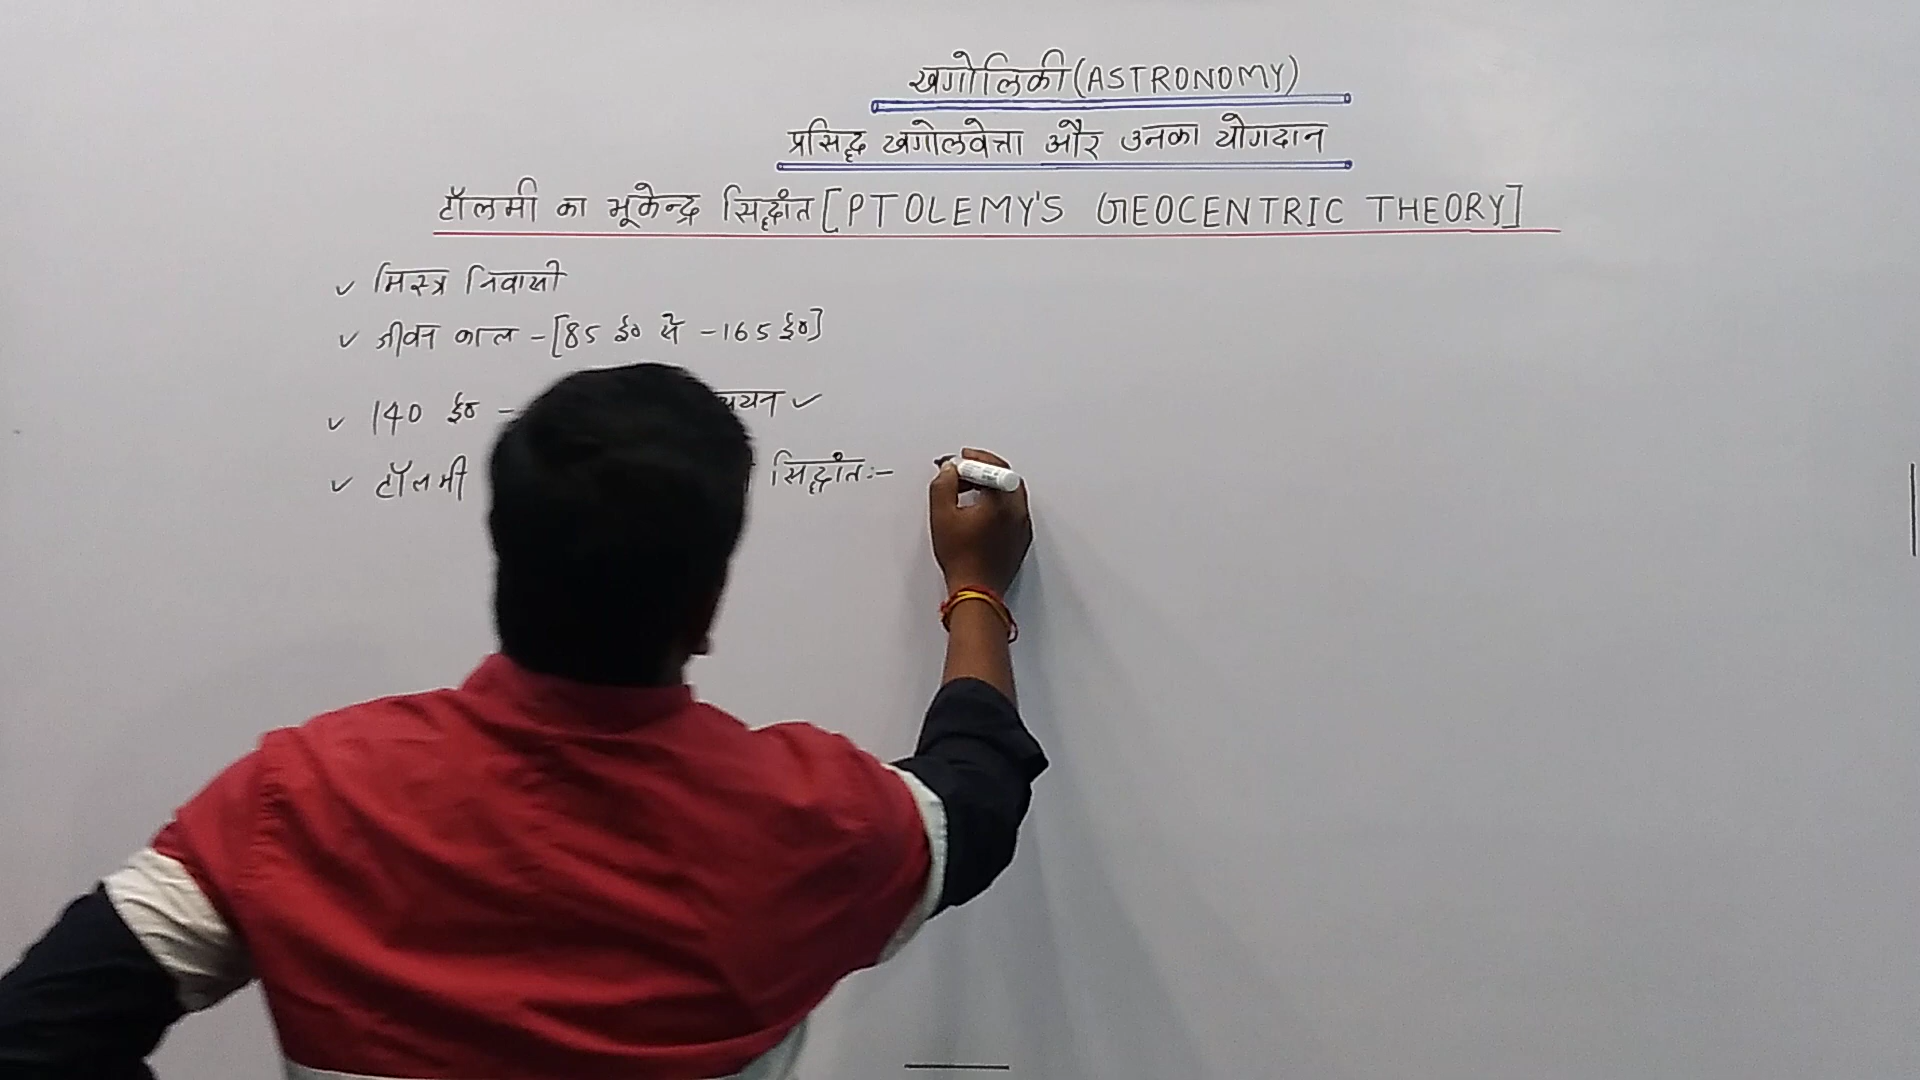 खगोलिकी(ASTRONOMY)
प्रसिद्ध खगोलवेत्ता और उनका योगदान
टॉलमी का भूकेन्द्र सिद्धांत[PTOLEMY'S GEOCENTRIC THEORY]
✓ मिस्त्र निवासी
✓ जीवन काल -[85 ई० से -165 ई०]
✓ 140 ई० - ✓
✓ टॉलमी सिद्धांत:-